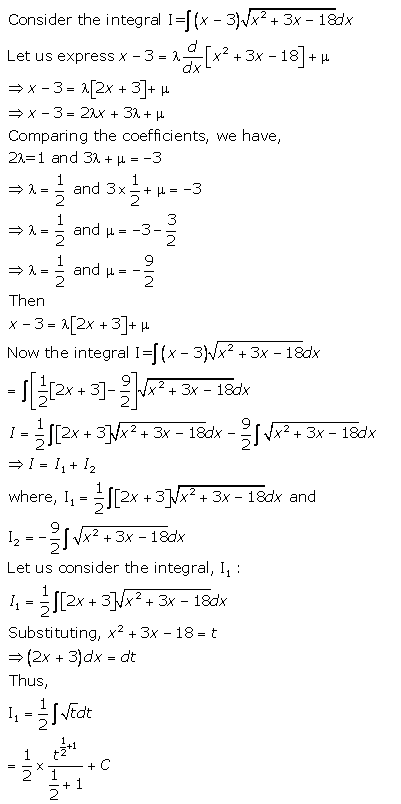 Consider the integral I=∫(x − 3)√(x² + 3x − 18)dx
Let us express x − 3 = λ d/dx[x² + 3x − 18] + μ
⇒ x − 3 = λ[2x + 3]+ μ
⇒ x − 3 = 2λx + 3λ + μ
Comparing the coefficients, we have,
2λ=1 and 3λ + μ = −3
⇒ λ = 1/2 and 3 × 1/2 + μ = −3
⇒ λ = 1/2 and μ = −3 − 3/2
⇒ λ = 1/2 and μ = − 9/2
Then
x − 3 = λ[2x + 3]+ μ
Now the integral I=∫(x − 3)√(x² + 3x − 18)dx
= ∫[1/2[2x + 3] − 9/2]√(x² + 3x − 18)dx
I = 1/2∫[2x + 3]√(x² + 3x − 18)dx − 9/2∫√(x² + 3x − 18)dx
⇒ I = I₁ + I₂
where, I₁ = 1/2∫[2x + 3]√(x² + 3x − 18)dx and
I₂ = − 9/2∫√(x² + 3x − 18)dx
Let us consider the integral, I₁ :
I₁ = 1/2∫[2x + 3]√(x² + 3x − 18)dx
Substituting, x² + 3x − 18 = t
⇒ (2x + 3)dx = dt
Thus,
I₁ = 1/2∫√t dt
= 1/2 × t^(1/2+1)/(1/2 + 1) + C